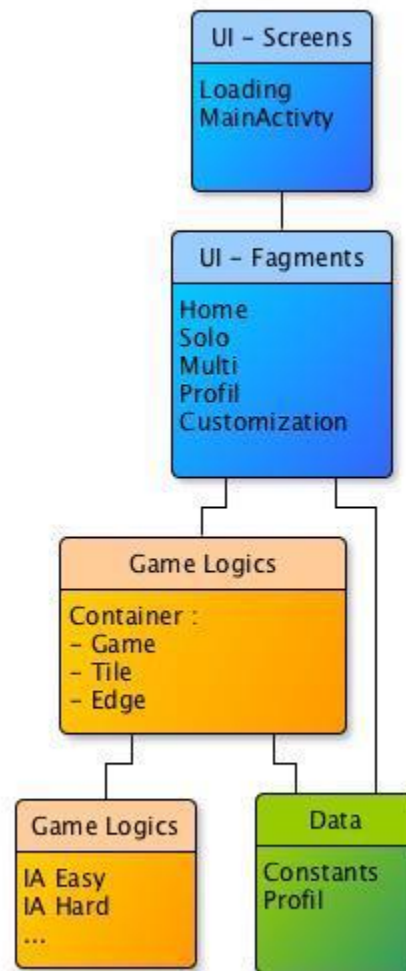 UI – Screens
Loading
MainActivty
UI – Fagments
Home
Solo
Multi
Profil
Customization
Game Logics
Container :
– Game
– Tile
– Edge
Game Logics
IA Easy
IA Hard
...
Data
Constants
Profil